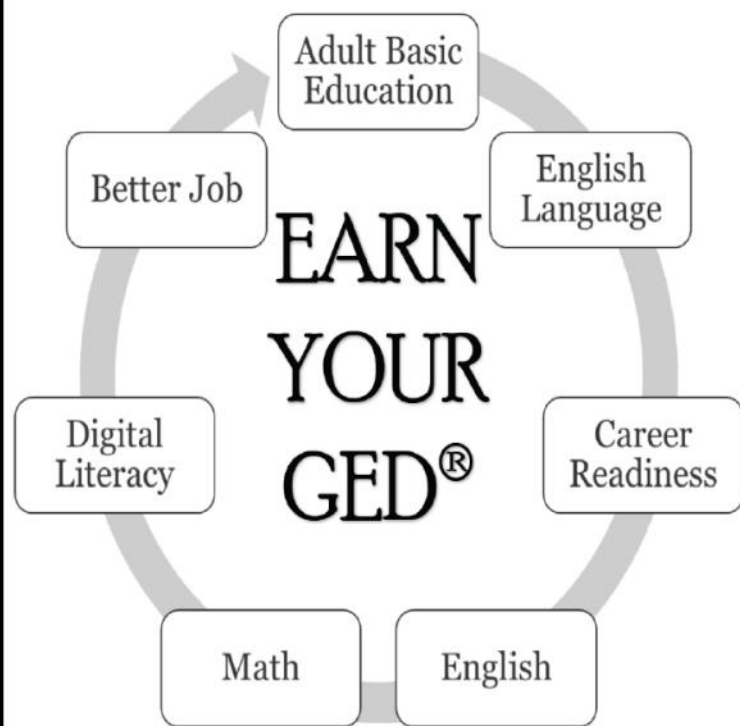 Adult Basic
Education
English
Language
Career
Readiness
English
Math
Digital
Literacy
Better Job
EARN
YOUR
GED®